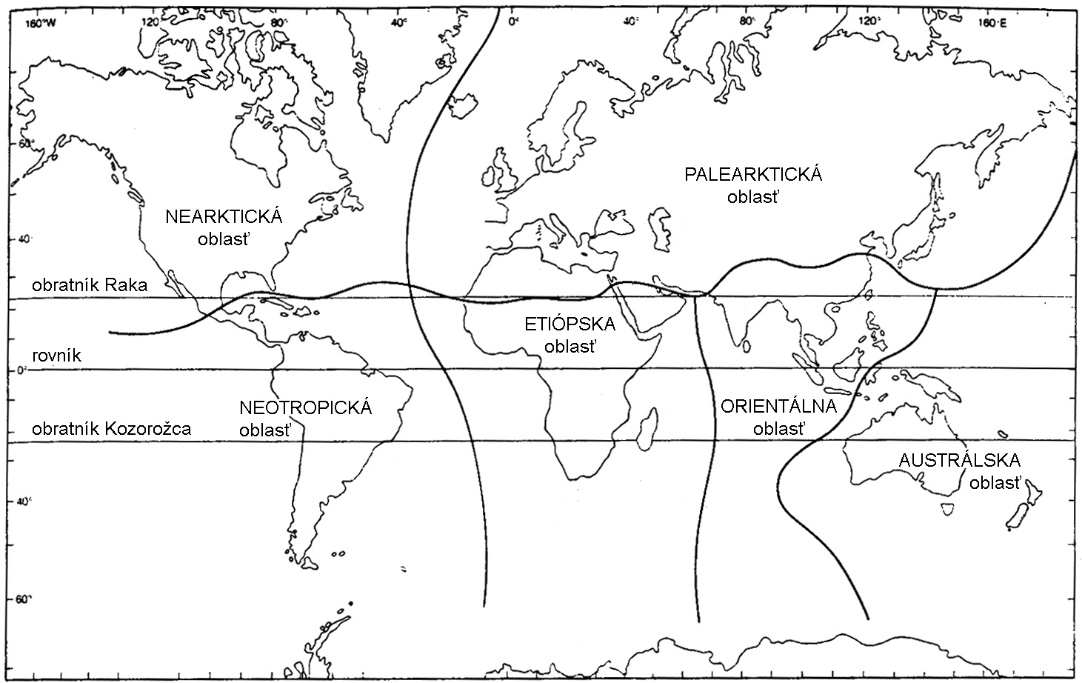 160°W 120 80° 40° 0° 40° 80° 120° 160°E
60°
PALEARKTICKÁ
oblasť
NEARKTICKÁ
oblasť
40°
obratník Raka
ETIÓPSKA
oblasť
rovník
0°
NEOTROPICKÁ
oblasť
ORIENTÁLNA
oblasť
obratník Kozorožca
AUSTRÁLSKA
oblasť
40°
60°